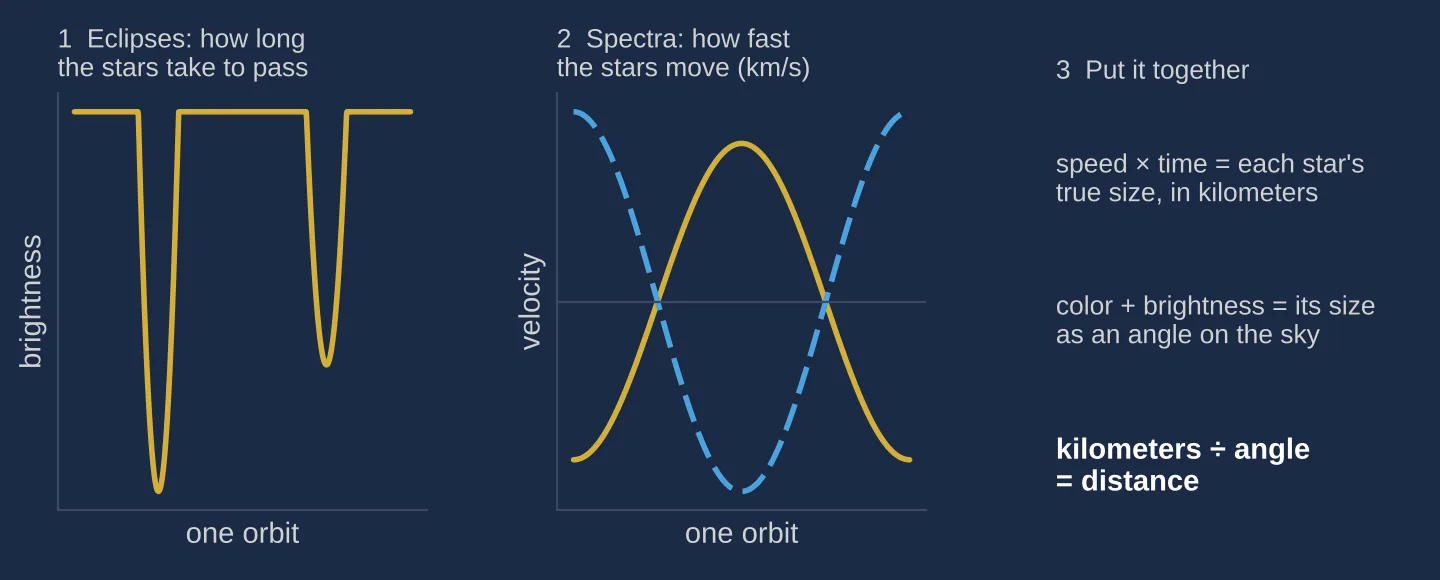 1 Eclipses: how long
the stars take to pass
brightness
one orbit
2 Spectra: how fast
the stars move (km/s)
velocity
one orbit
3 Put it together
speed × time = each star's
true size, in kilometers
color + brightness = its size
as an angle on the sky
kilometers ÷ angle
= distance